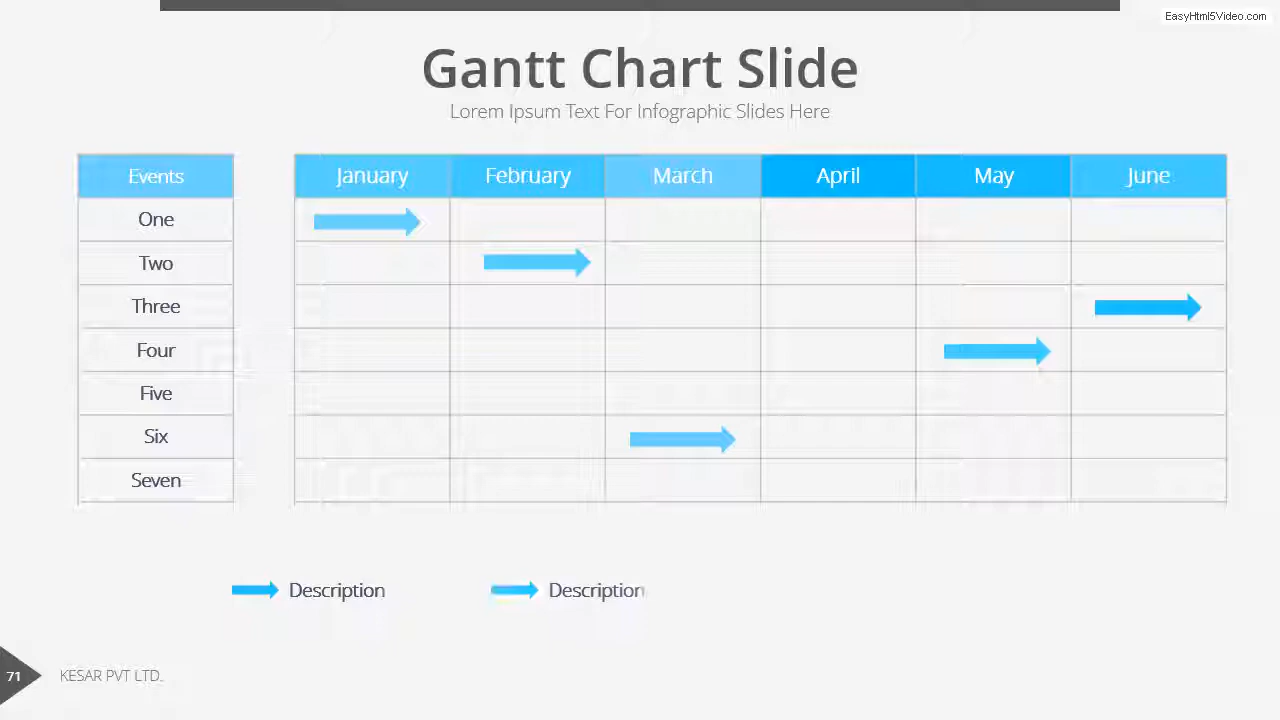 EasyHtml5Video.com
Gantt Chart Slide
Lorem Ipsum Text For Infographic Slides Here
Events January February March April May June
One
Two
Three
Four
Five
Six
Seven
Description Description
71 KESAR PVT LTD.